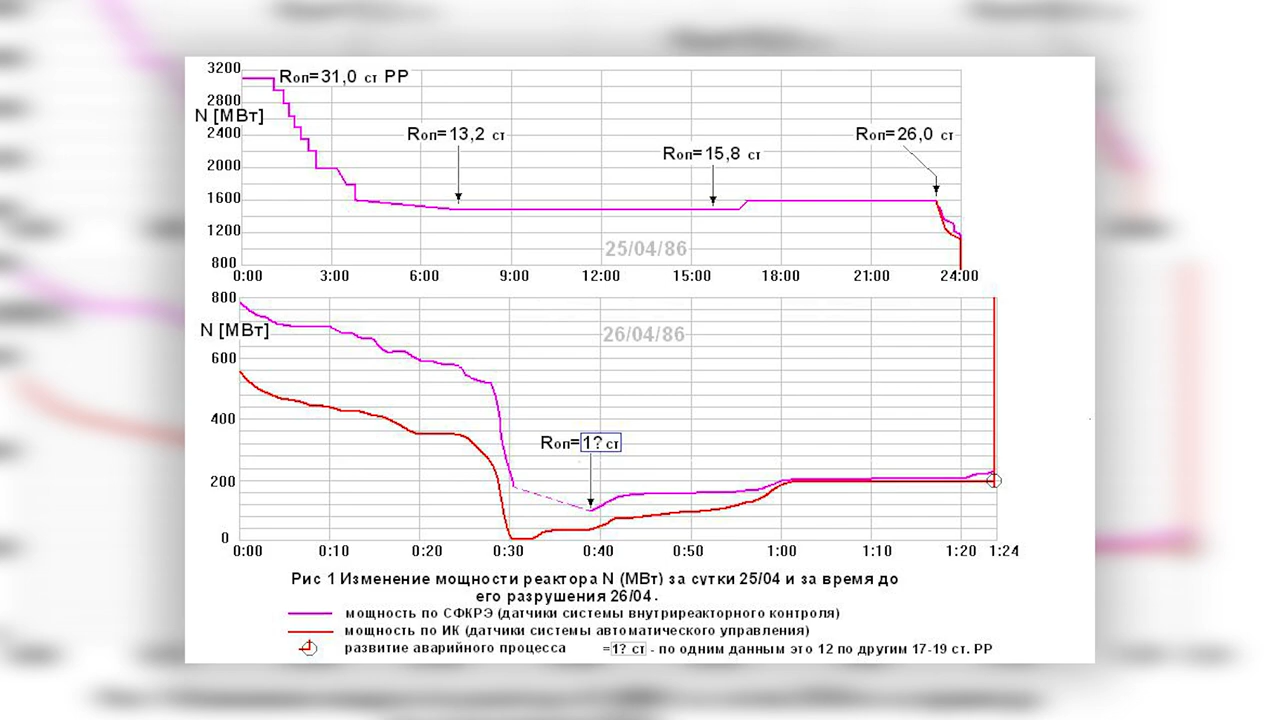 3200
Rоп=31,0 ст РР
2800
N [МВт]
2400
Rоп=13,2 ст
Rоп=26,0 ст
Rоп=15,8 ст
2000
1600
1200
25/04/86
800
0:00 3:00 6:00 9:00 12:00 15:00 18:00 21:00 24:00
800
N [МВт]
26/04/86
600
400
Rоп=1? ст
200
0
0:00 0:10 0:20 0:30 0:40 0:50 1:00 1:10 1:20 1:24
Рис 1 Изменение мощности реактора N (МВт) за сутки 25/04 и за время до
его разрушения 26/04.
мощность по СФКРЭ (датчики системы внутриреакторного контроля)
мощность по ИК (датчики системы автоматического управления)
развитие аварийного процесса =1? ст - по одним данным это 12 по другим 17-19 ст. РР